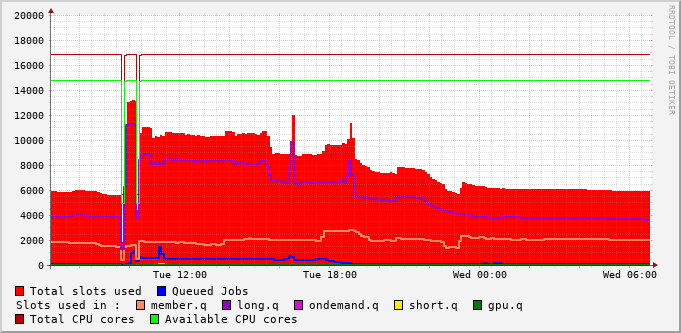 20000
18000
16000
14000
12000
10000
8000
6000
4000
2000
0
Tue 12:00 Tue 18:00 Wed 00:00 Wed 06:00
RRDTOOL / TOBI OETIKER
Total slots used Queued Jobs
Slots used in : member.q long.q ondemand.q short.q gpu.q
Total CPU cores Available CPU cores